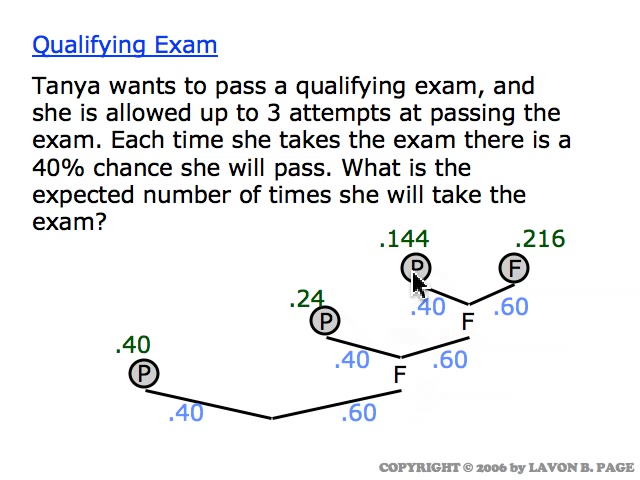 Qualifying Exam
Tanya wants to pass a qualifying exam, and
she is allowed up to 3 attempts at passing the
exam. Each time she takes the exam there is a
40% chance she will pass. What is the
expected number of times she will take the
exam?
.144 .216
P F
.24 .40 .60
P F
.40 .40 .60
P F
.40 .60
COPYRIGHT © 2006 by LAVON B. PAGE